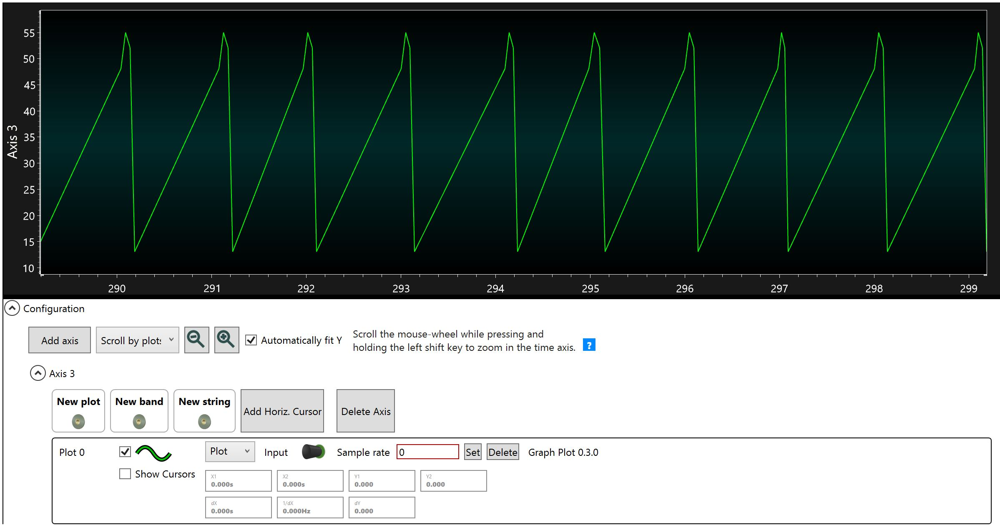 55
50
45
40
35
30
25
20
15
10
Axis 3
290 291 292 293 294 295 296 297 298 299
Configuration
Add axis
Scroll by plots
Automatically fit Y
Scroll the mouse-wheel while pressing and
holding the left shift key to zoom in the time axis.
?
Axis 3
New plot
New band
New string
Add Horiz. Cursor
Delete Axis
Plot 0
Plot
Input
Sample rate
0
Set
Delete
Graph Plot 0.3.0
Show Cursors
X1
0.000s
X2
0.000s
Y1
0.000
Y2
0.000
dX
0.000s
1/dX
0.000Hz
dY
0.000